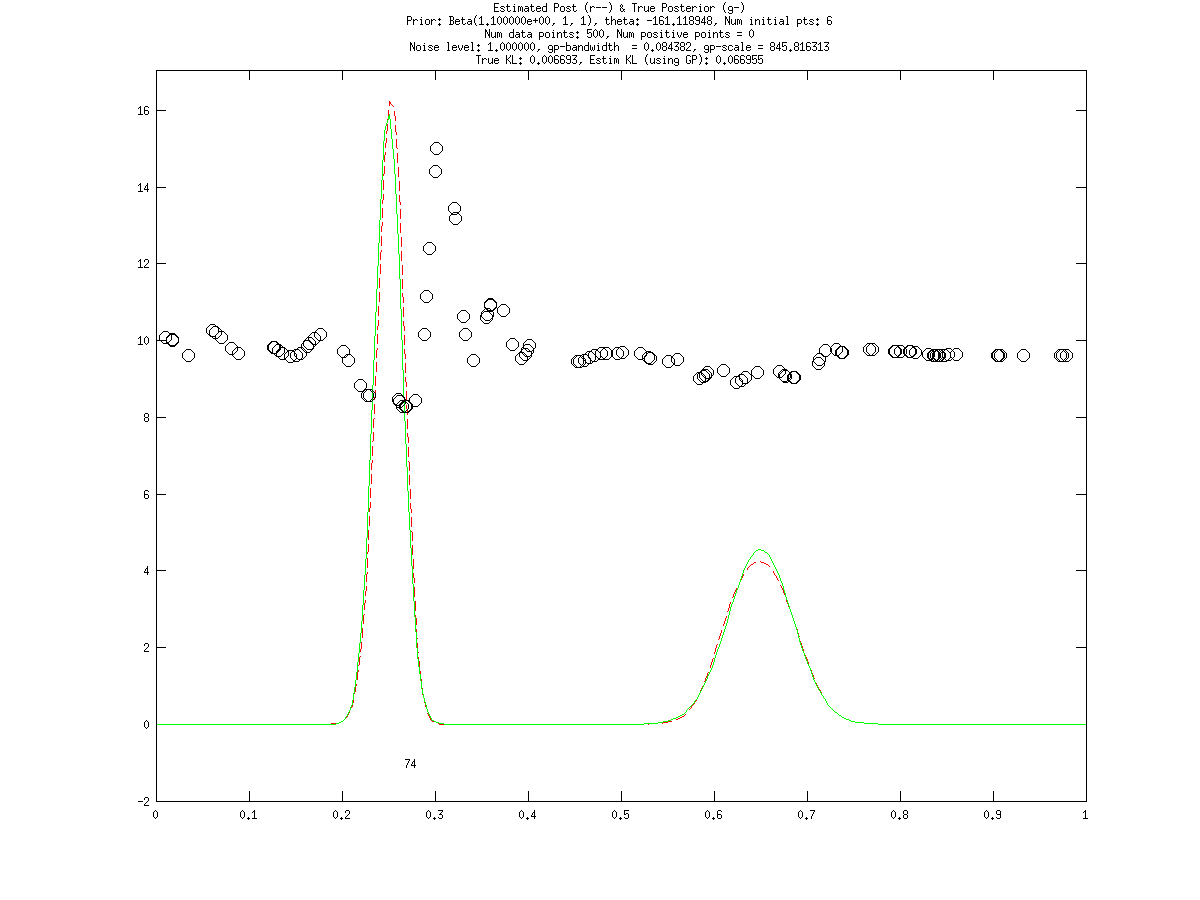 Estimated Post (r--) & True Posterior (g-)
Prior: Beta(1.100000e+00, 1, 1), theta: -161.118948, Num initial pts: 6
Num data points: 500, Num positive points = 0
Noise level: 1.000000, gp-bandwidth  = 0.084382, gp-scale = 845.816313
True KL: 0.006693, Estim KL (using GP): 0.066955
16
14
12
10
8
6
4
2
0
74
-2
0 0.1 0.2 0.3 0.4 0.5 0.6 0.7 0.8 0.9 1